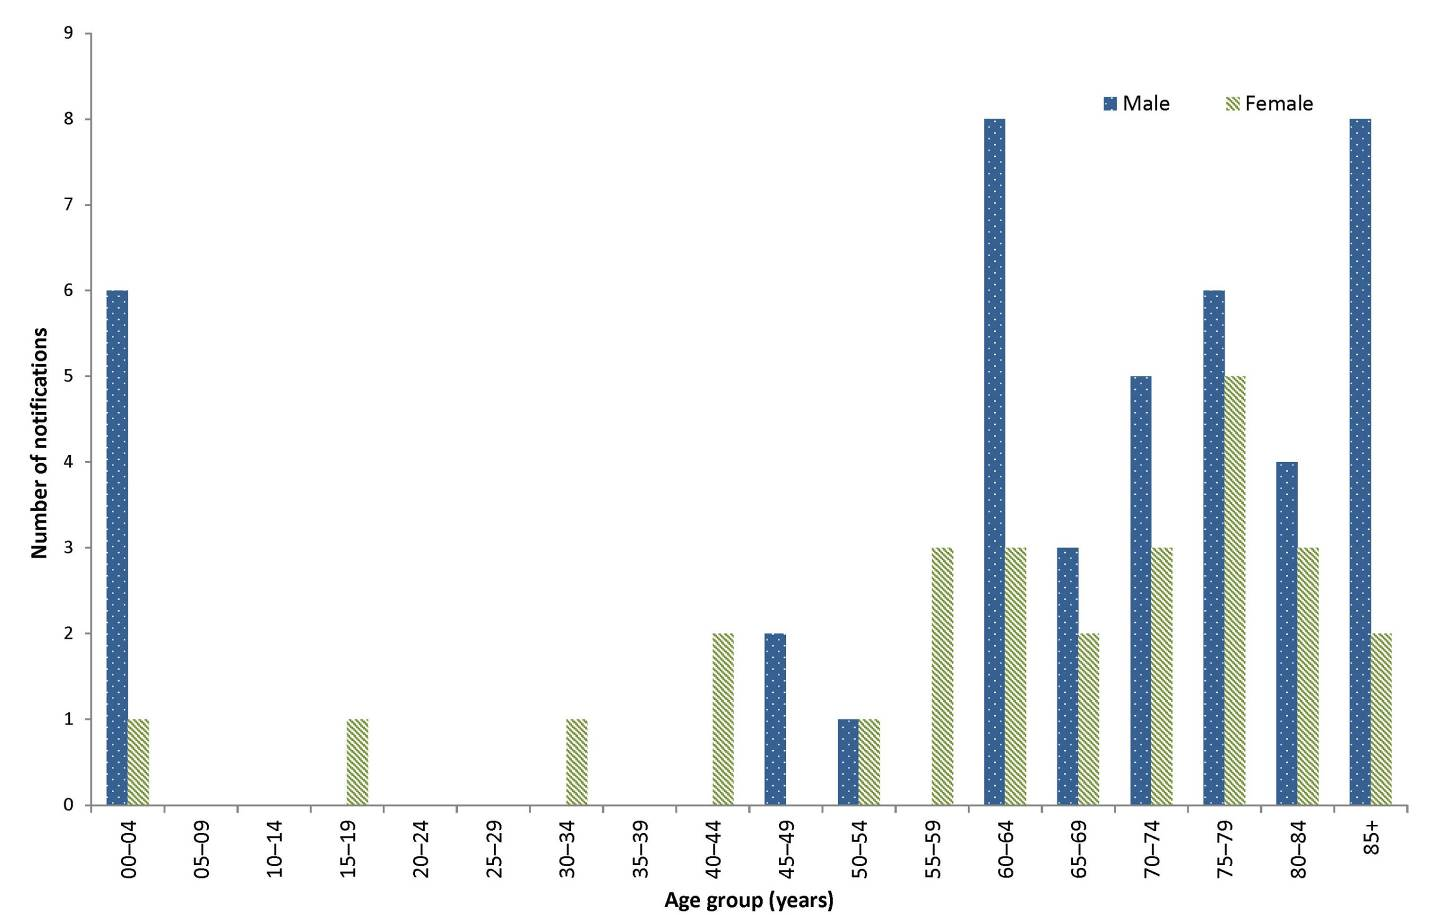 9
Male Female
8
7
6
5
4
3
2
1
0
Number of notifications
00–04 05–09 10–14 15–19 20–24 25–29 30–34 35–39 40–44 45–49 50–54 55–59 60–64 65–69 70–74 75–79 80–84 85+
Age group (years)